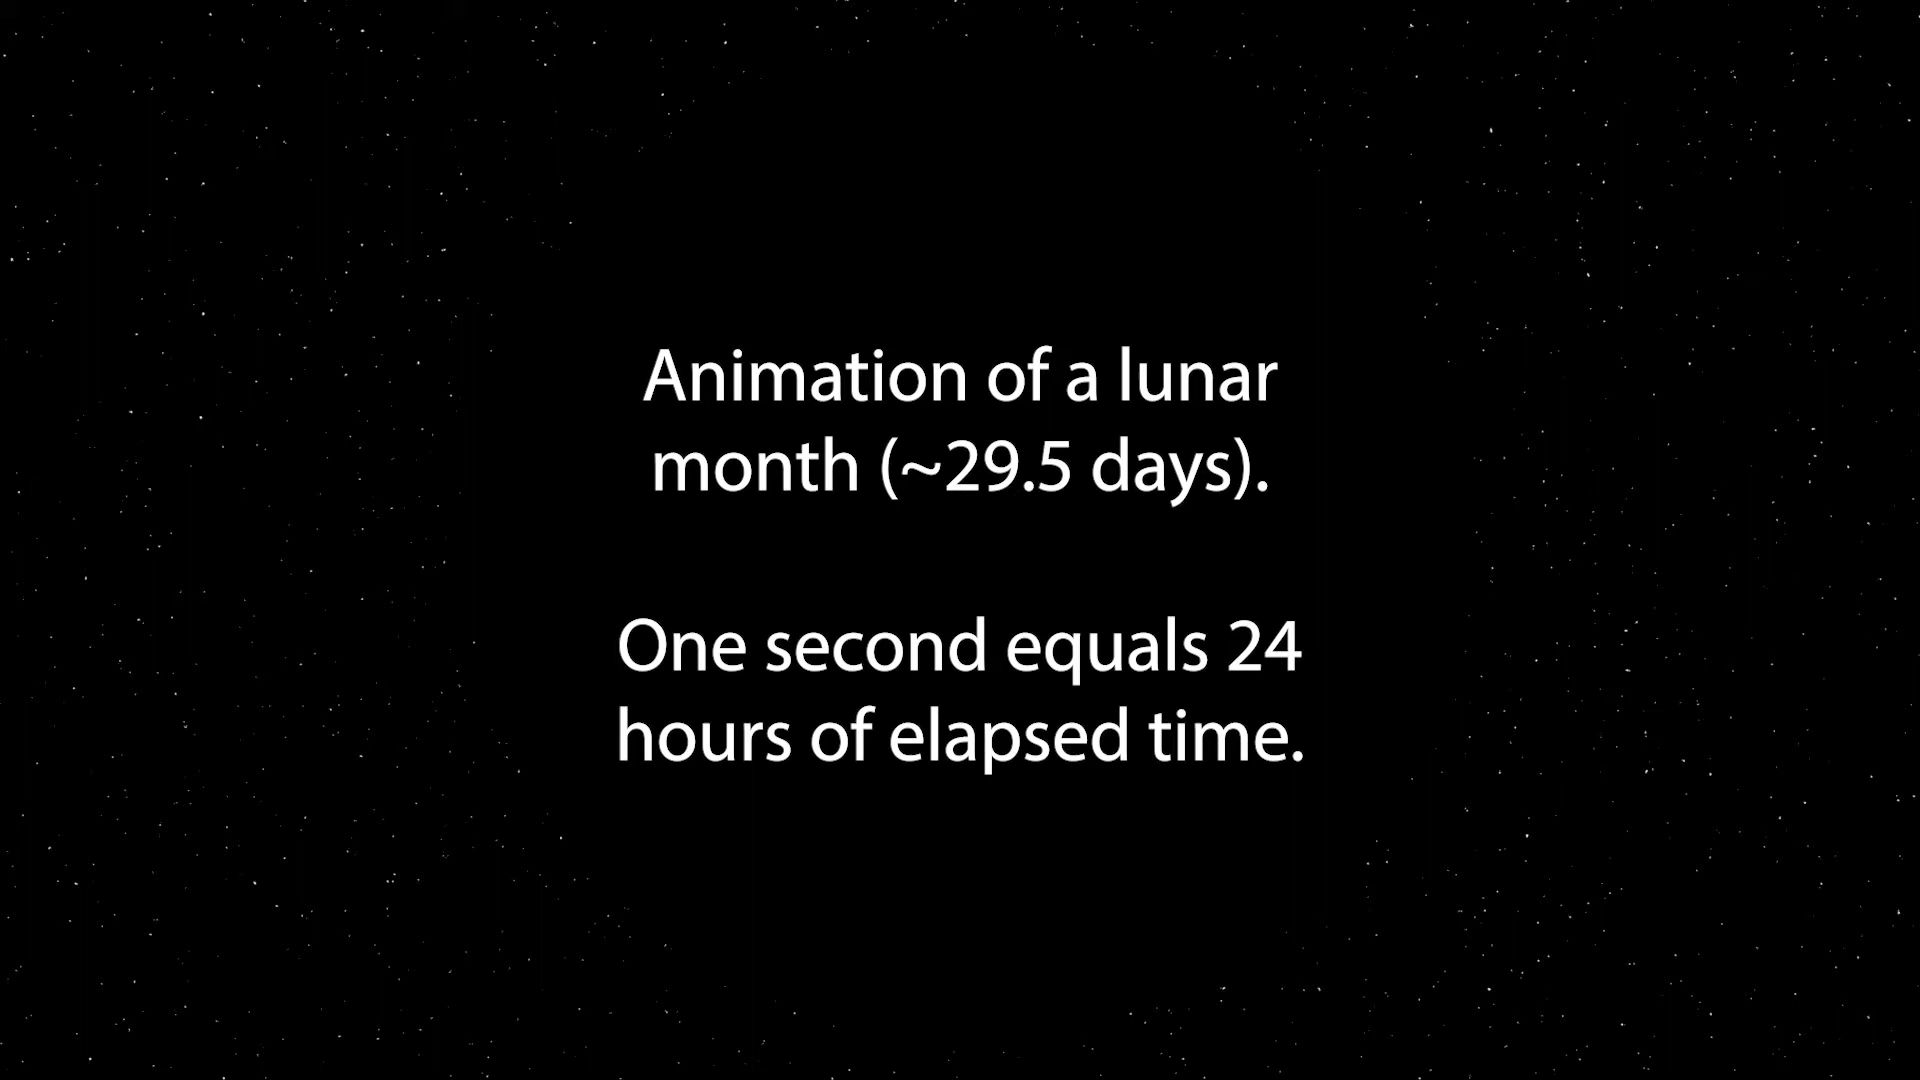 Animation of a lunar
month (~29.5 days).
One second equals 24
hours of elapsed time.